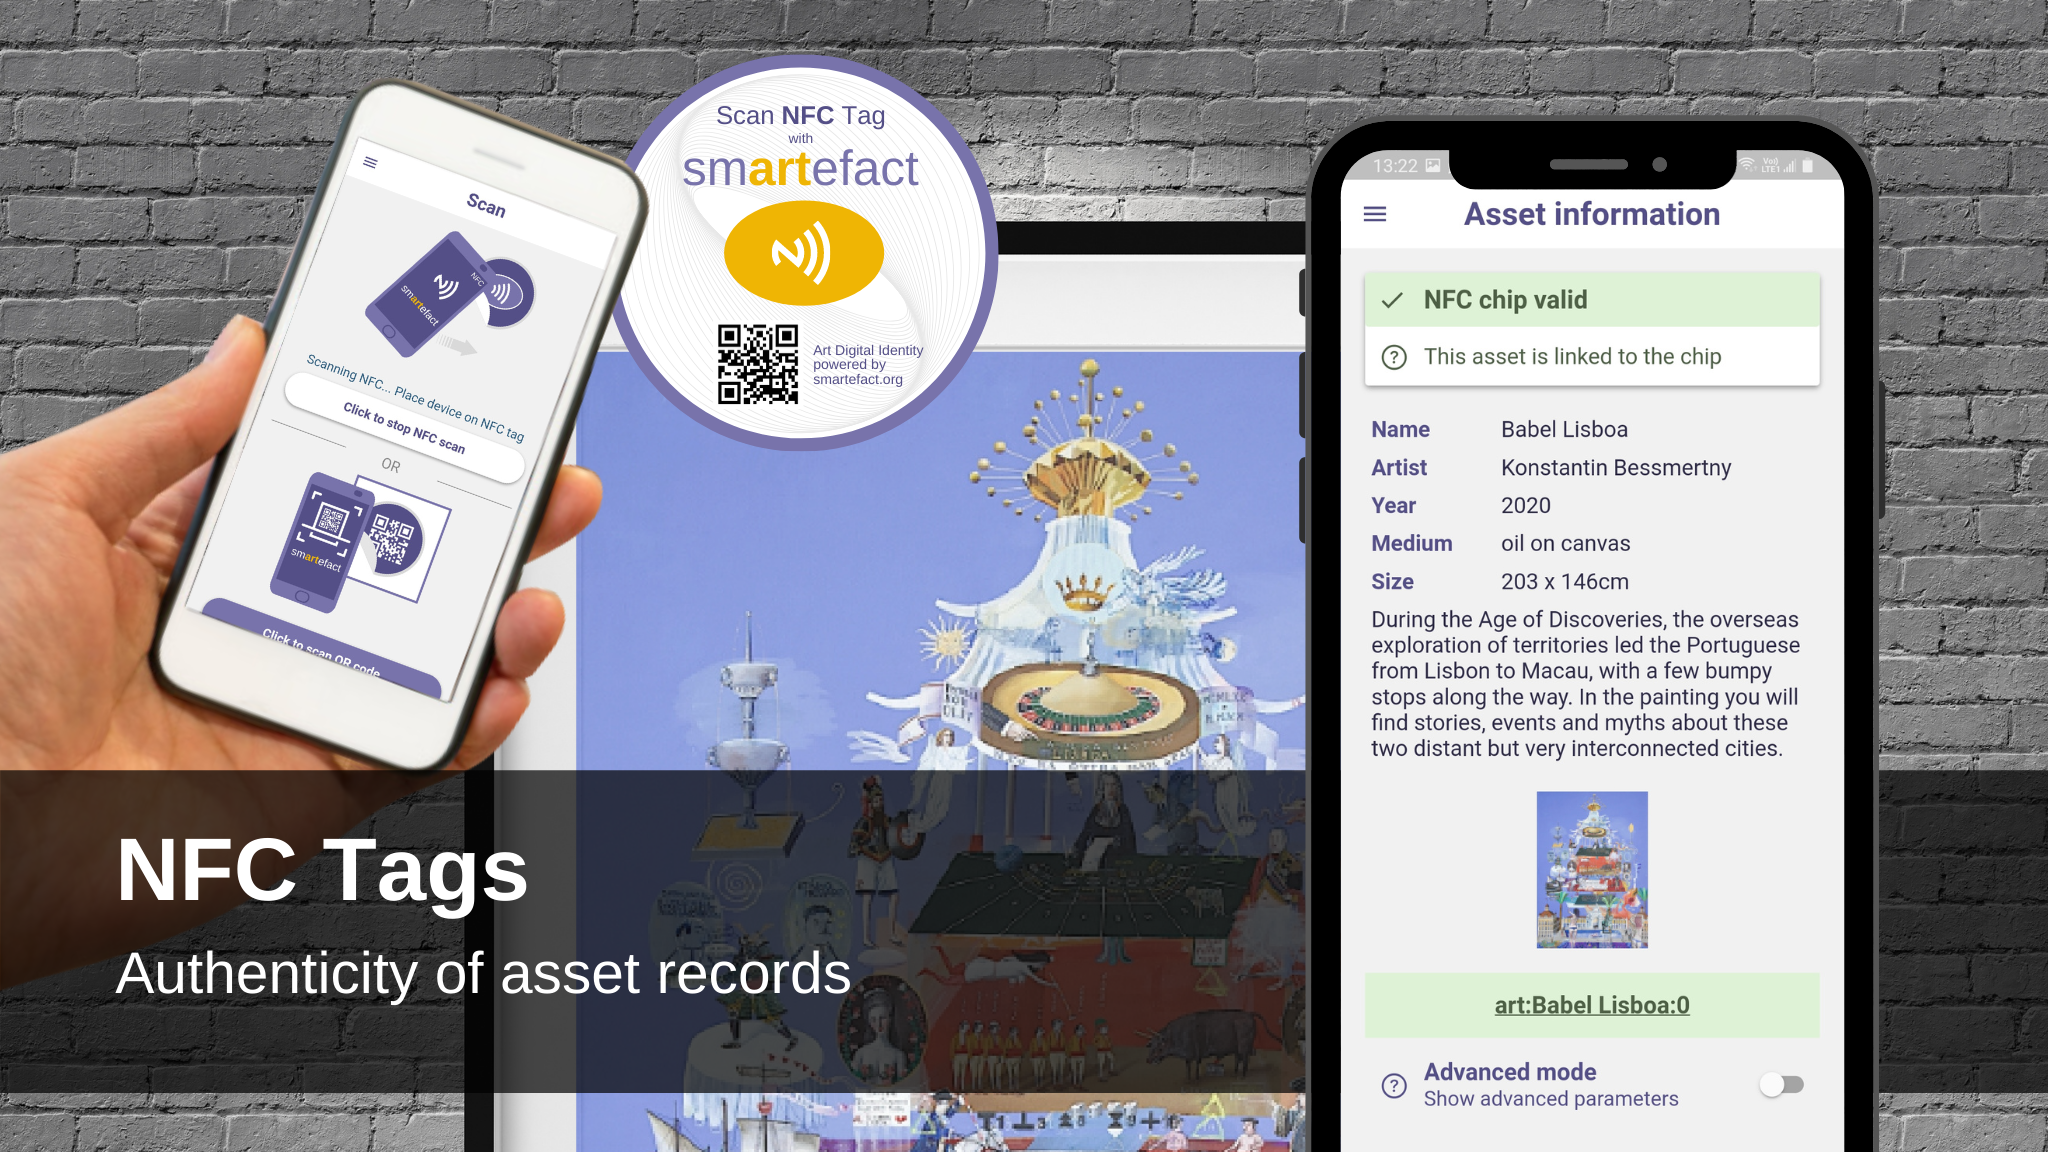 Scan
NFC
smartefact
Scanning NFC... Place device on NFC tag
Click to stop NFC scan
OR
smartefact
Click to scan QR code
Scan NFC Tag
with
smartefact
Art Digital Identity
powered by
smartefact.org
13:22
Asset information
NFC chip valid
This asset is linked to the chip
Name Babel Lisboa
Artist Konstantin Bessmertny
Year 2020
Medium oil on canvas
Size 203 x 146cm
During the Age of Discoveries, the overseas
exploration of territories led the Portuguese
from Lisbon to Macau, with a few bumpy
stops along the way. In the painting you will
find stories, events and myths about these
two distant but very interconnected cities.
art:Babel Lisboa:0
Advanced mode
Show advanced parameters
NFC Tags
Authenticity of asset records